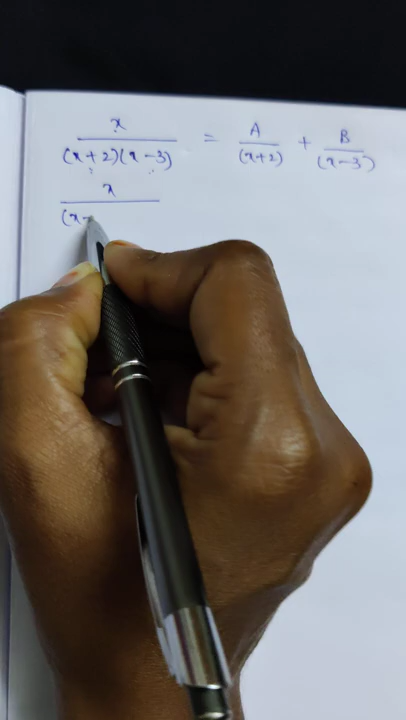 x/((x+2)(x-3)) = A/(x+2) + B/(x-3)
x/(x